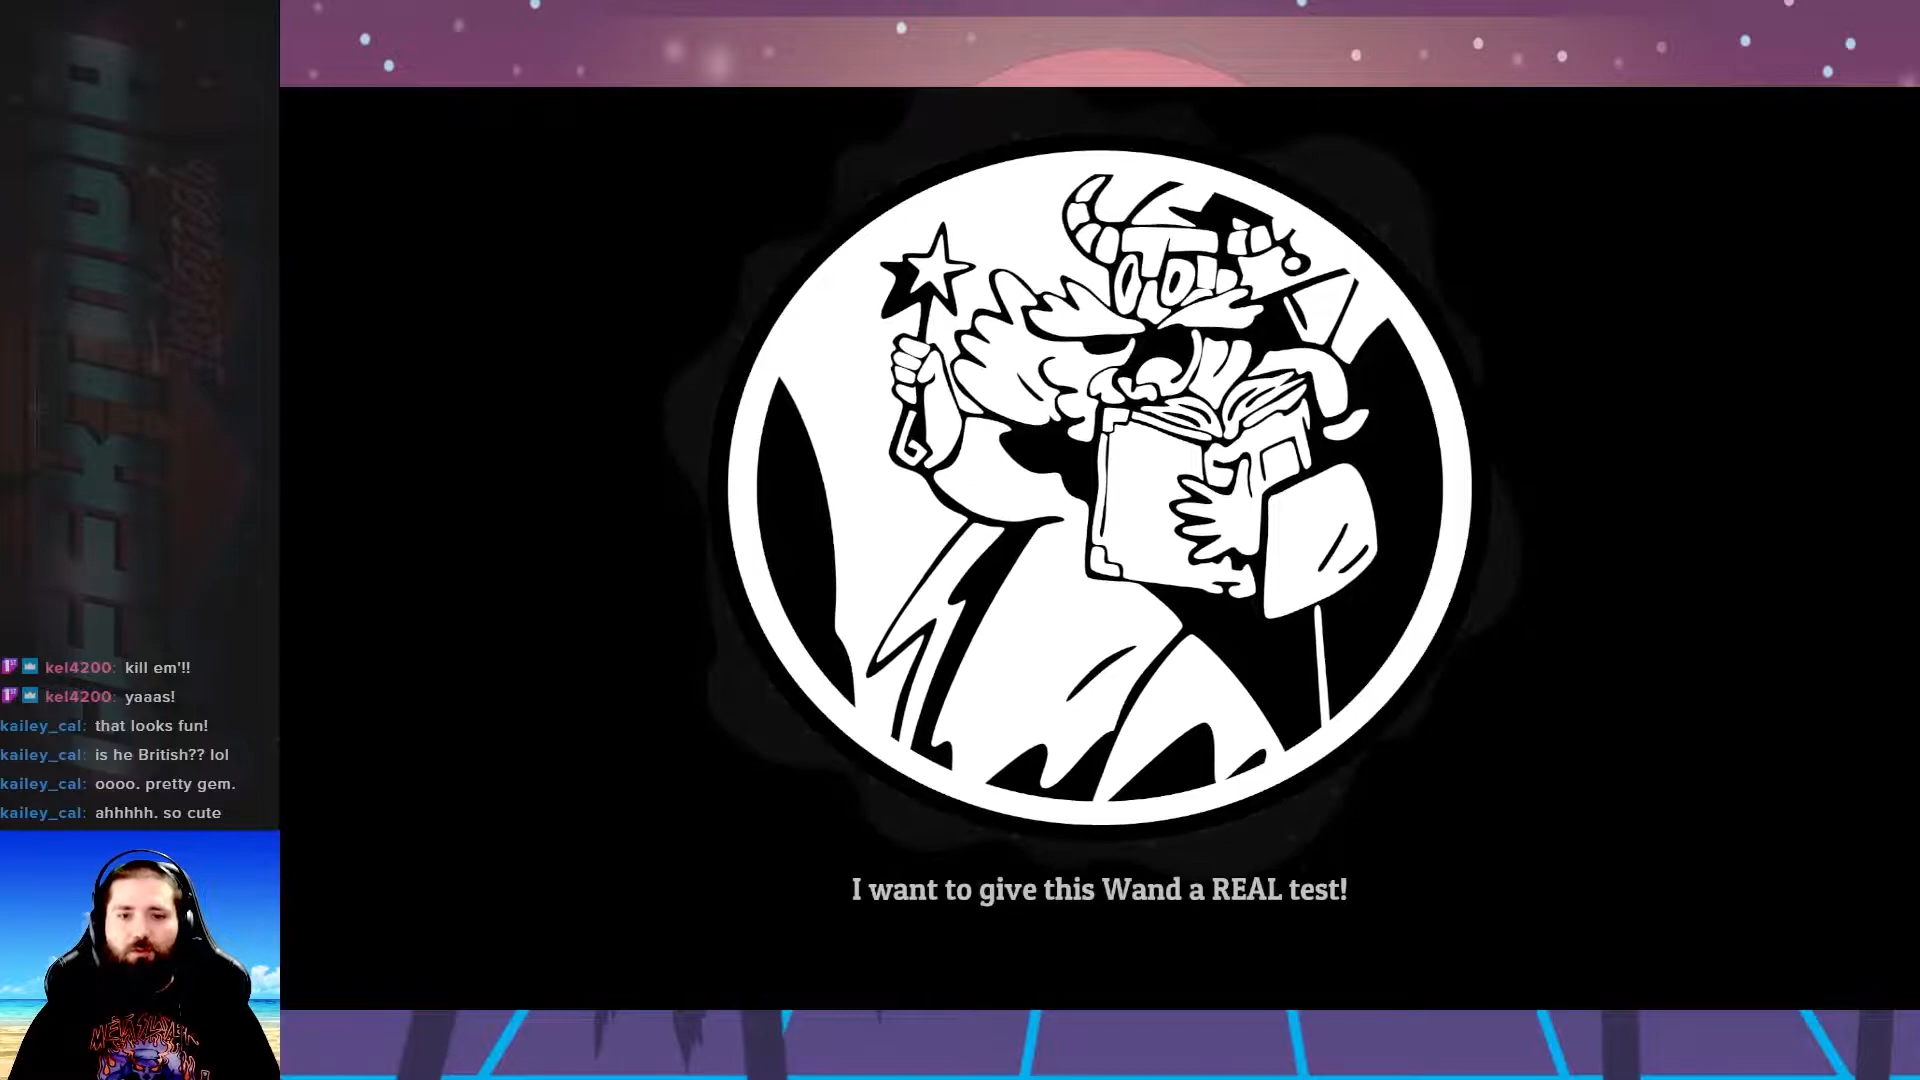 kel4200: kill em'!!
kel4200: yaaas!
kailey_cal: that looks fun!
kailey_cal: is he British?? lol
kailey_cal: oooo. pretty gem.
kailey_cal: ahhhhh. so cute
I want to give this Wand a REAL test!